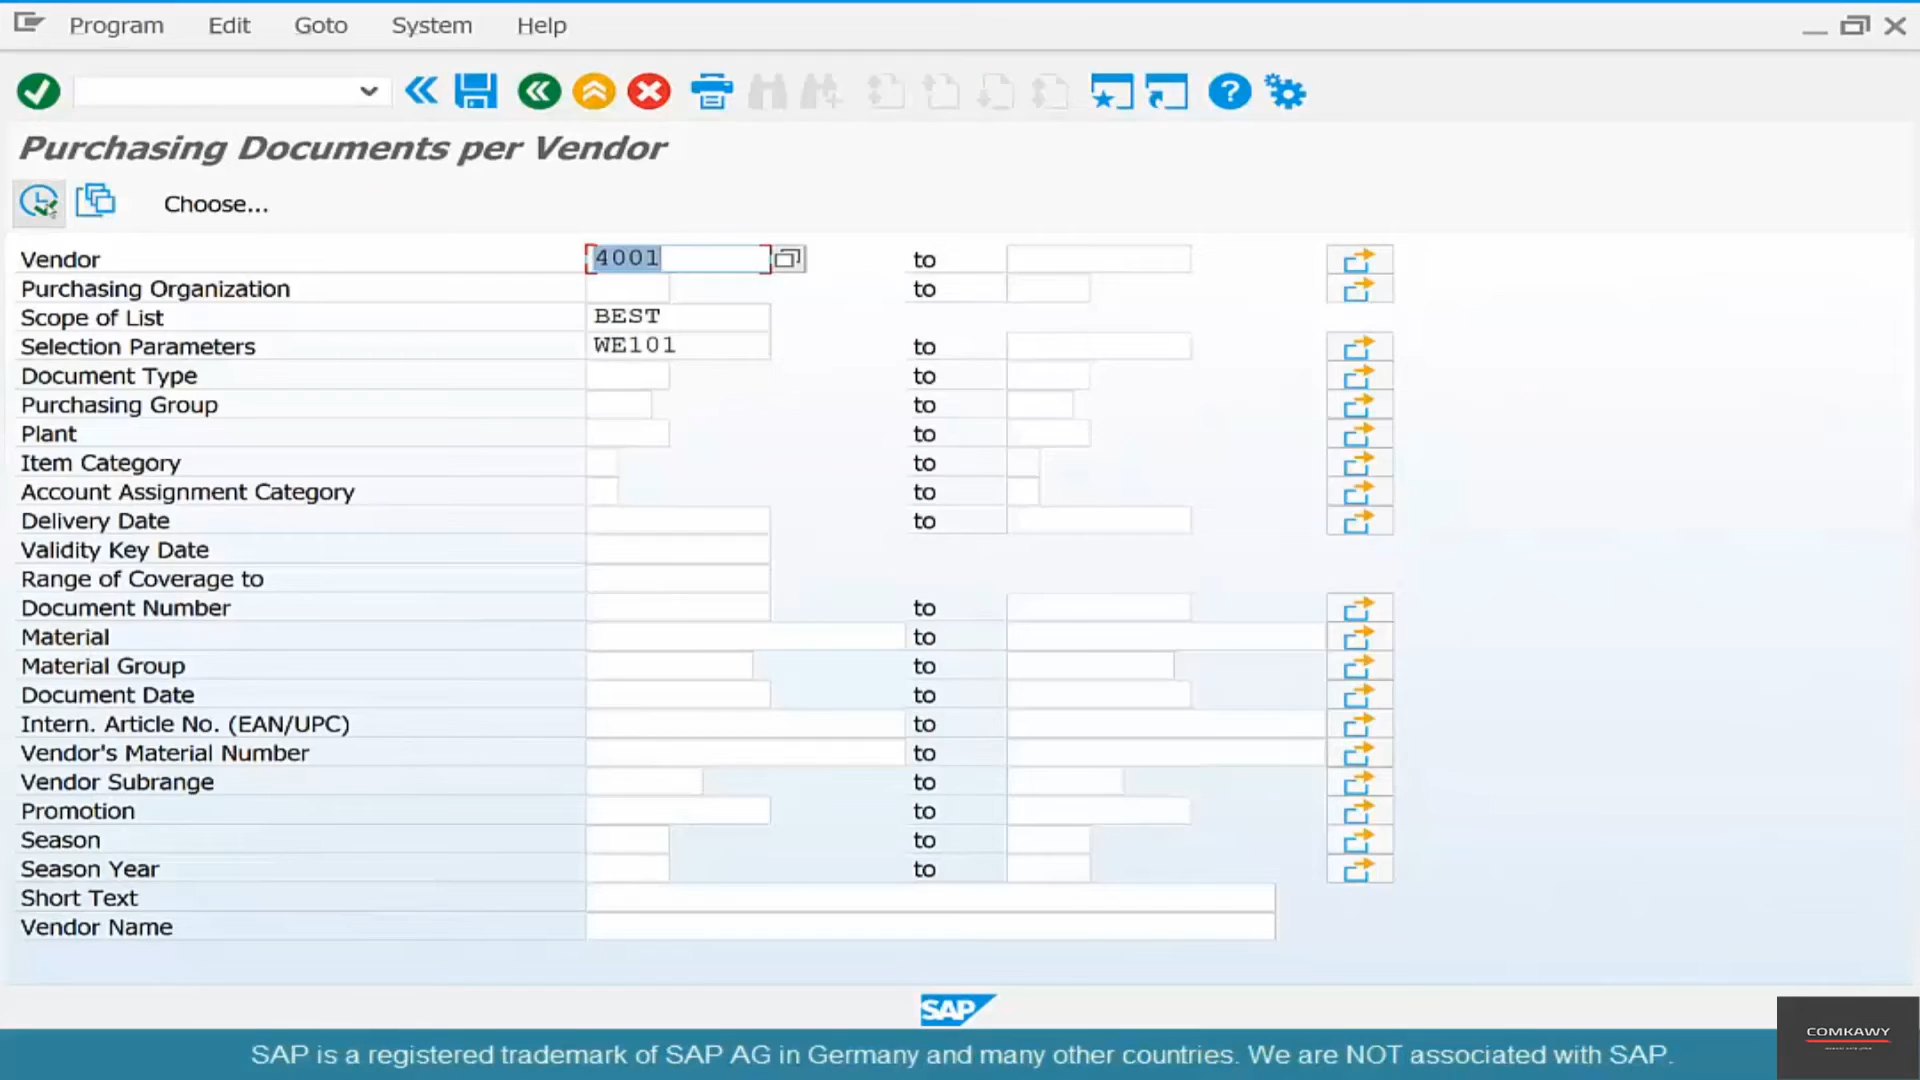 Program Edit Goto System Help
Purchasing Documents per Vendor
Choose...
Vendor 4001 to
Purchasing Organization to
Scope of List BEST
Selection Parameters WE101 to
Document Type to
Purchasing Group to
Plant to
Item Category to
Account Assignment Category to
Delivery Date to
Validity Key Date
Range of Coverage to
Document Number to
Material to
Material Group to
Document Date to
Intern. Article No. (EAN/UPC) to
Vendor's Material Number to
Vendor Subrange to
Promotion to
Season to
Season Year to
Short Text
Vendor Name
SAP
SAP is a registered trademark of SAP AG in Germany and many other countries. We are NOT associated with SAP.
COMKAWY